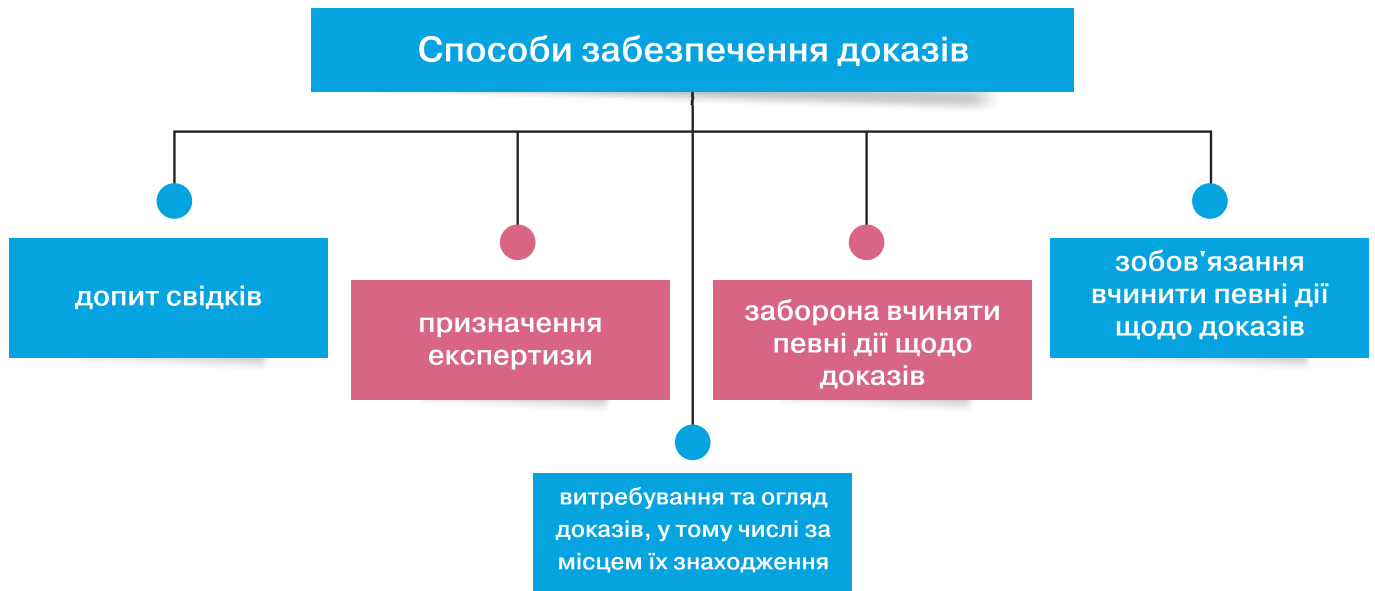 Способи забезпечення доказів
допит свідків
призначення
експертизи
заборона вчиняти
певні дії щодо
доказів
зобов'язання
вчинити певні дії
щодо доказів
витребування та огляд
доказів, у тому числі за
місцем їх знаходження